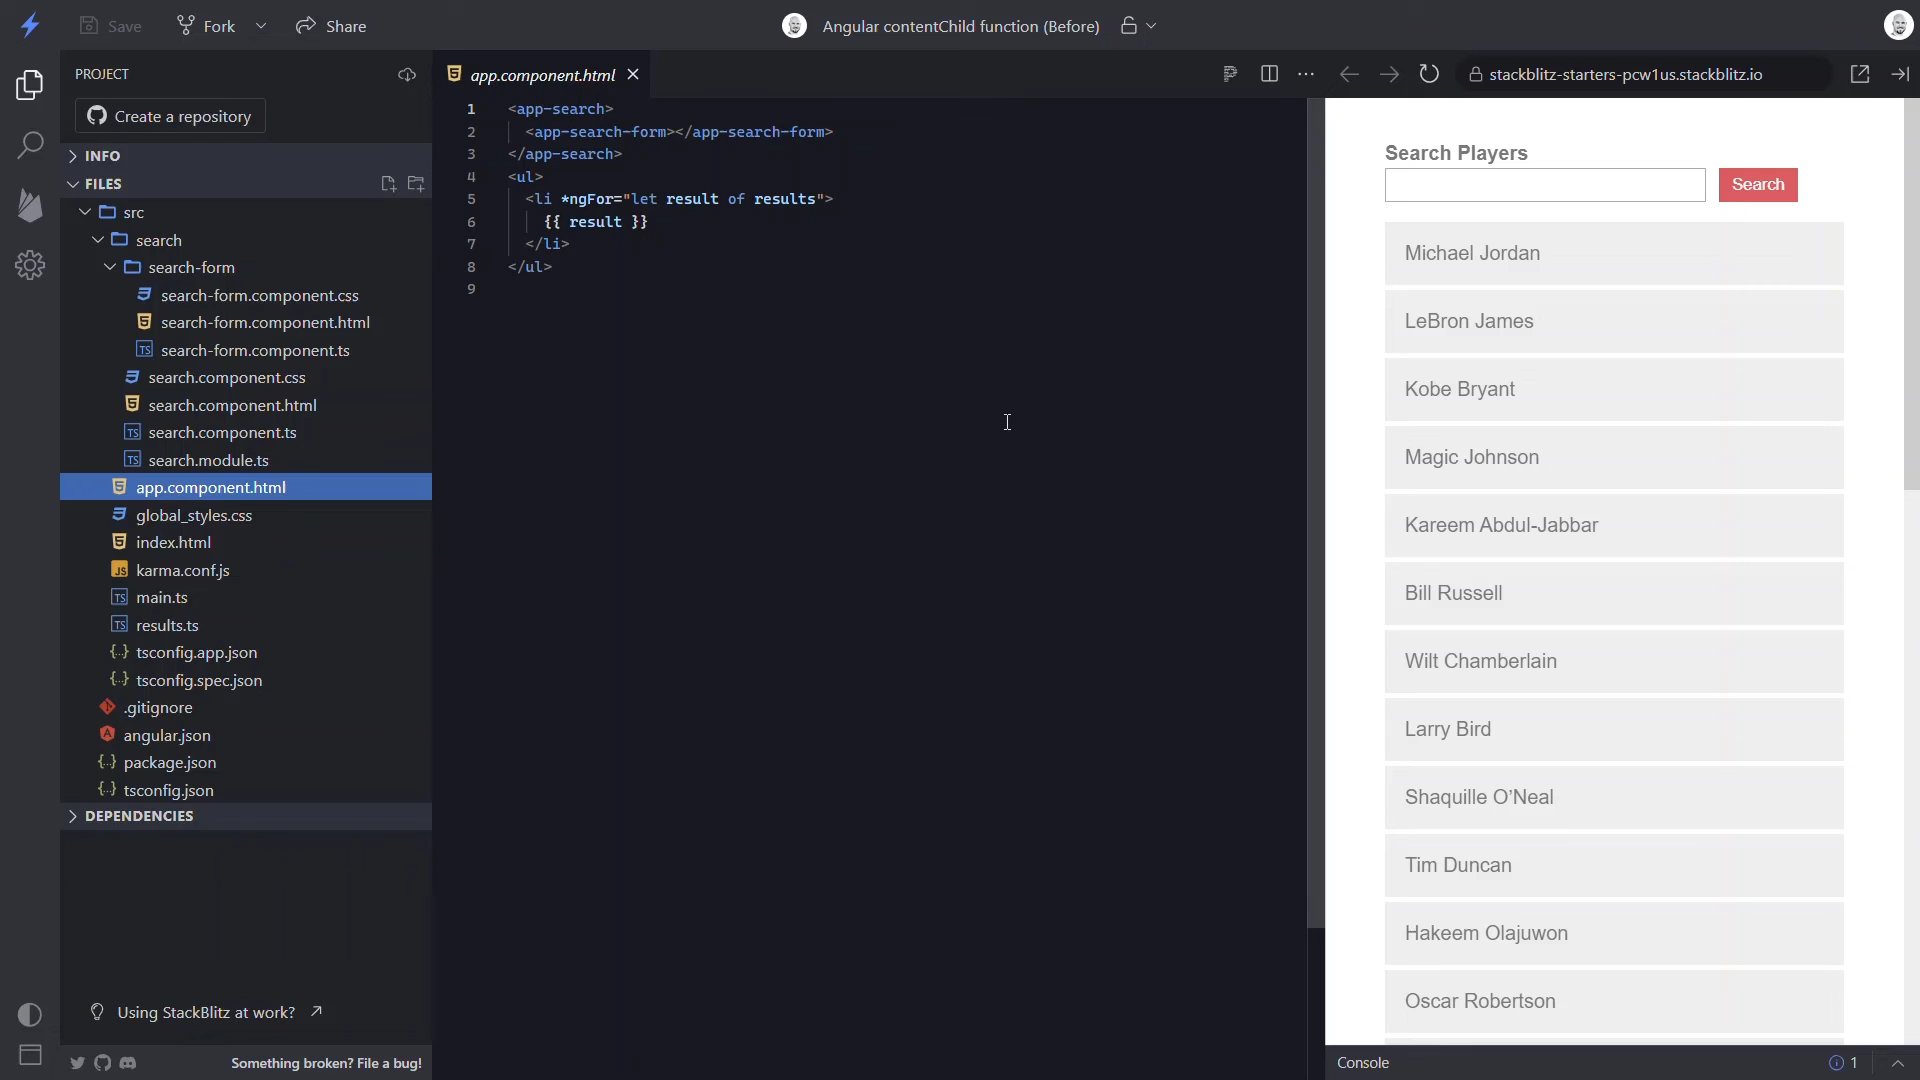 Save
Fork
Share
Angular contentChild function (Before)
PROJECT
Create a repository
INFO
FILES
src
search
search-form
search-form.component.css
search-form.component.html
search-form.component.ts
search.component.css
search.component.html
search.component.ts
search.module.ts
app.component.html
global_styles.css
index.html
karma.conf.js
main.ts
results.ts
tsconfig.app.json
tsconfig.spec.json
.gitignore
angular.json
package.json
tsconfig.json
DEPENDENCIES
Using StackBlitz at work?
Something broken? File a bug!
app.component.html
1 <app-search>
2 <app-search-form></app-search-form>
3 </app-search>
4 <ul>
5 <li *ngFor="let result of results">
6 {{ result }}
7 </li>
8 </ul>
9
stackblitz-starters-pcw1us.stackblitz.io
Search Players
Search
Michael Jordan
LeBron James
Kobe Bryant
Magic Johnson
Kareem Abdul-Jabbar
Bill Russell
Wilt Chamberlain
Larry Bird
Shaquille O’Neal
Tim Duncan
Hakeem Olajuwon
Oscar Robertson
Console
1